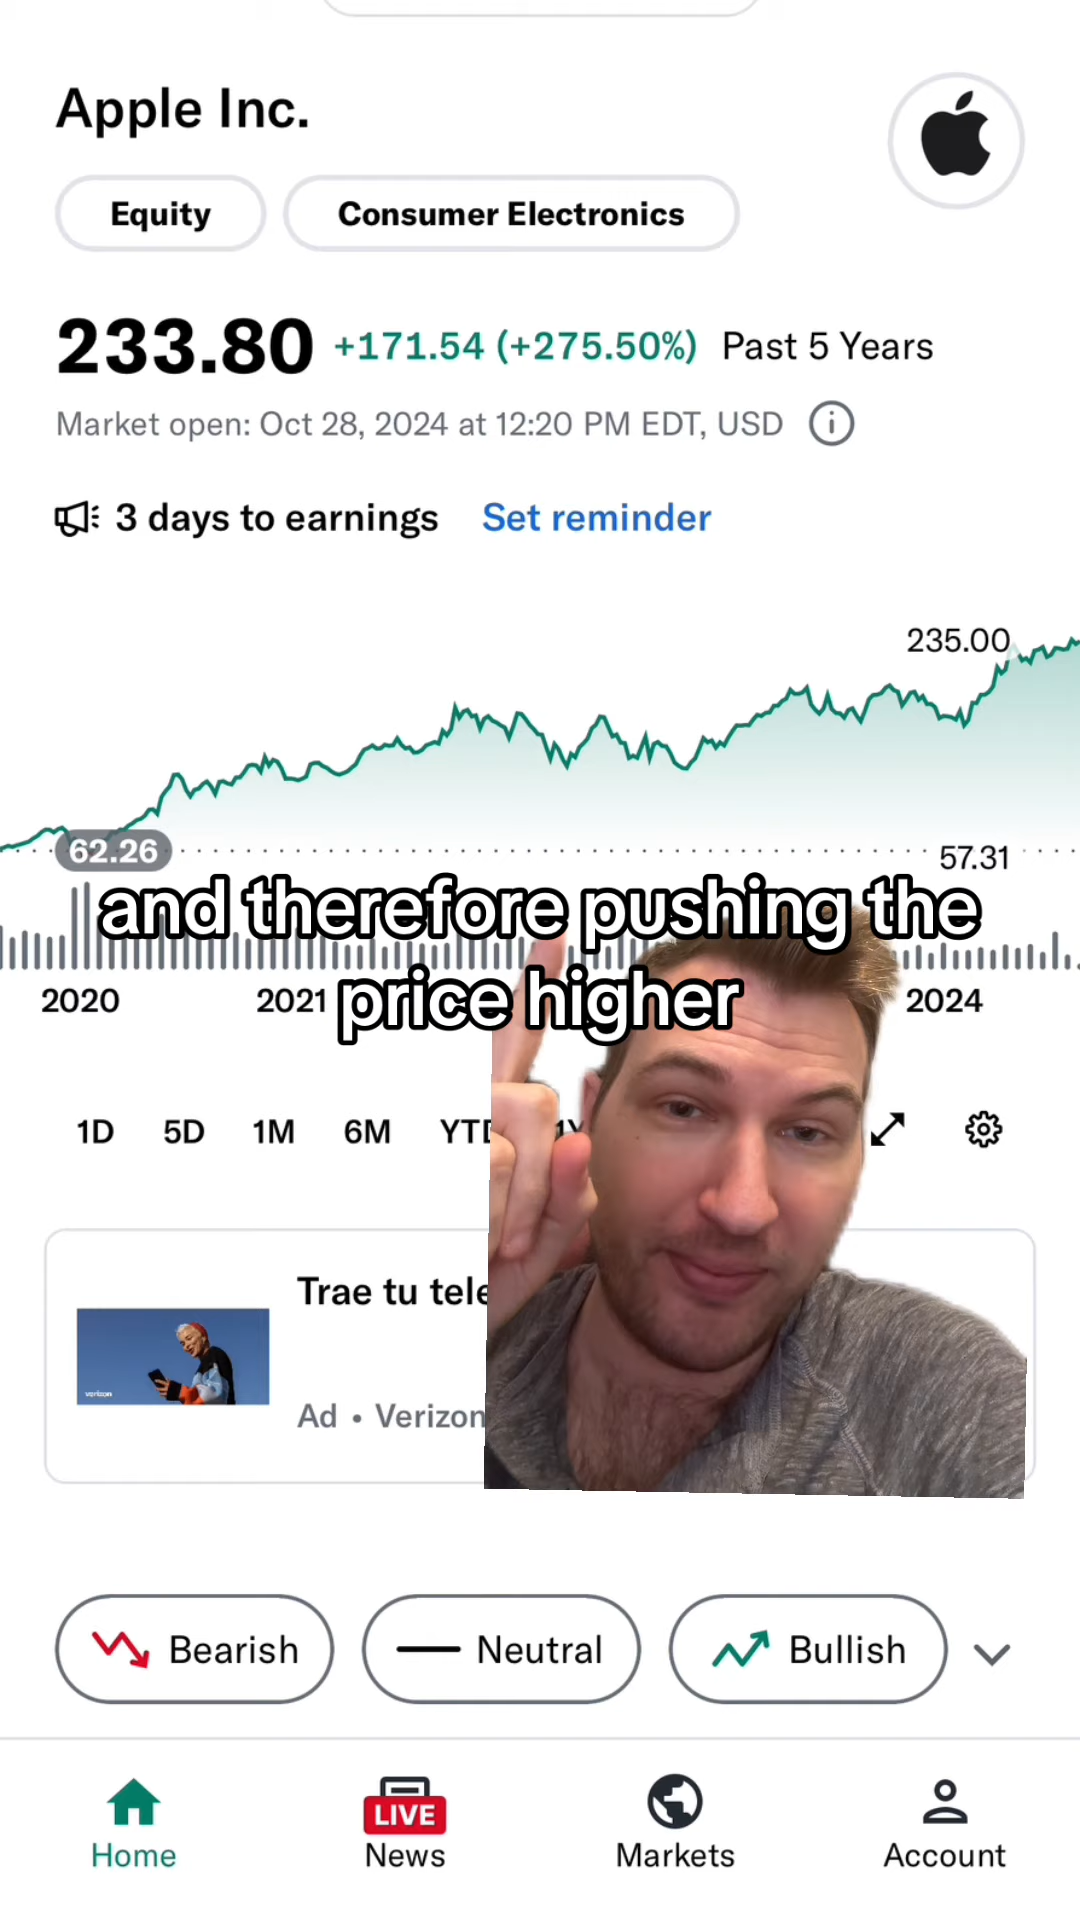 Apple Inc.
Equity
Consumer Electronics
233.80 +171.54 (+275.50%) Past 5 Years
Market open: Oct 28, 2024 at 12:20 PM EDT, USD
3 days to earnings Set reminder
235.00
62.26
57.31
and therefore pushing the
price higher
2020 2021 2024
1D 5D 1M 6M YTD 1Y
Trae tu tele
verizon
Ad • Verizon
Bearish Neutral Bullish
LIVE
Home News Markets Account